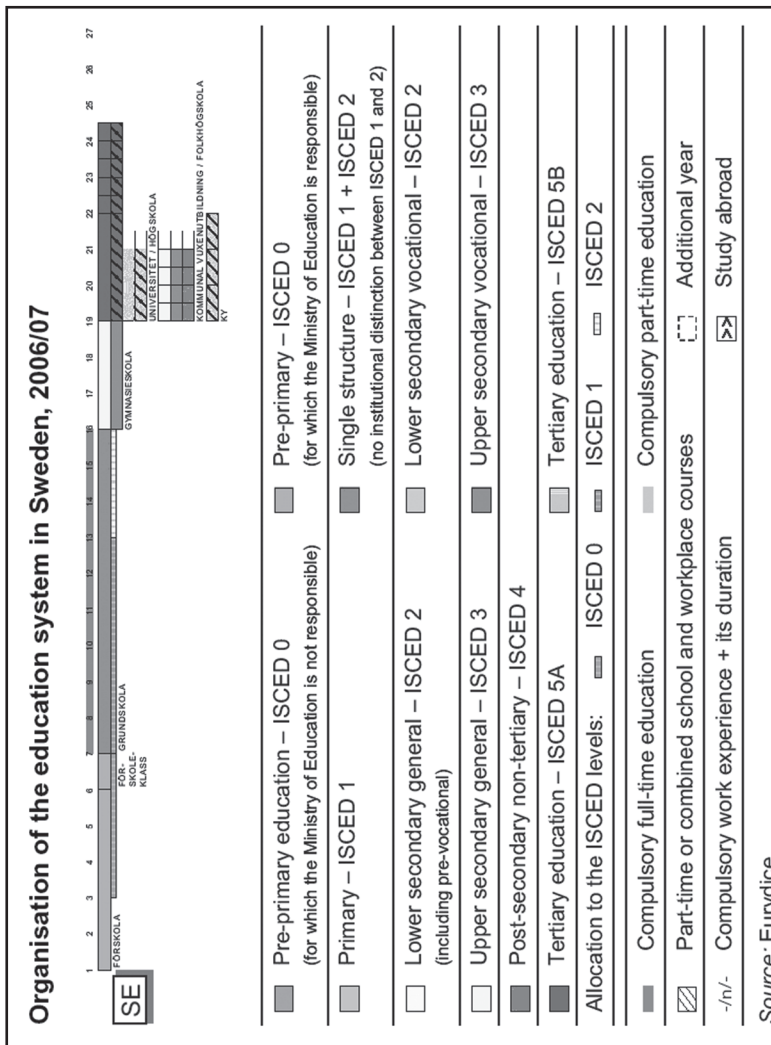 Organisation of the education system in Sweden, 2006/07
1 2 3 4 5 6 7 8 9 10 11 12 13 14 15 16 17 18 19 20 21 22 23 24 25 26 27
SE
FÖRSKOLA
FÖR-
SKOLE-
KLASS
GRUNDSKOLA
GYMNASIESKOLA
UNIVERSITET / HÖGSKOLA
KOMMUNAL VUXENUTBILDNING / FOLKHÖGSKOLA
KY
Pre-primary education – ISCED 0
(for which the Ministry of Education is not responsible)
Pre-primary – ISCED 0
(for which the Ministry of Education is responsible)
Primary – ISCED 1
Single structure – ISCED 1 + ISCED 2
(no institutional distinction between ISCED 1 and 2)
Lower secondary general – ISCED 2
(including pre-vocational)
Lower secondary vocational – ISCED 2
Upper secondary general – ISCED 3
Upper secondary vocational – ISCED 3
Post-secondary non-tertiary – ISCED 4
Tertiary education – ISCED 5A
Tertiary education – ISCED 5B
Allocation to the ISCED levels: ISCED 0 ISCED 1 ISCED 2
Compulsory full-time education
Compulsory part-time education
Part-time or combined school and workplace courses
Additional year
-/n/- Compulsory work experience + its duration
>> Study abroad
Source: Eurydice